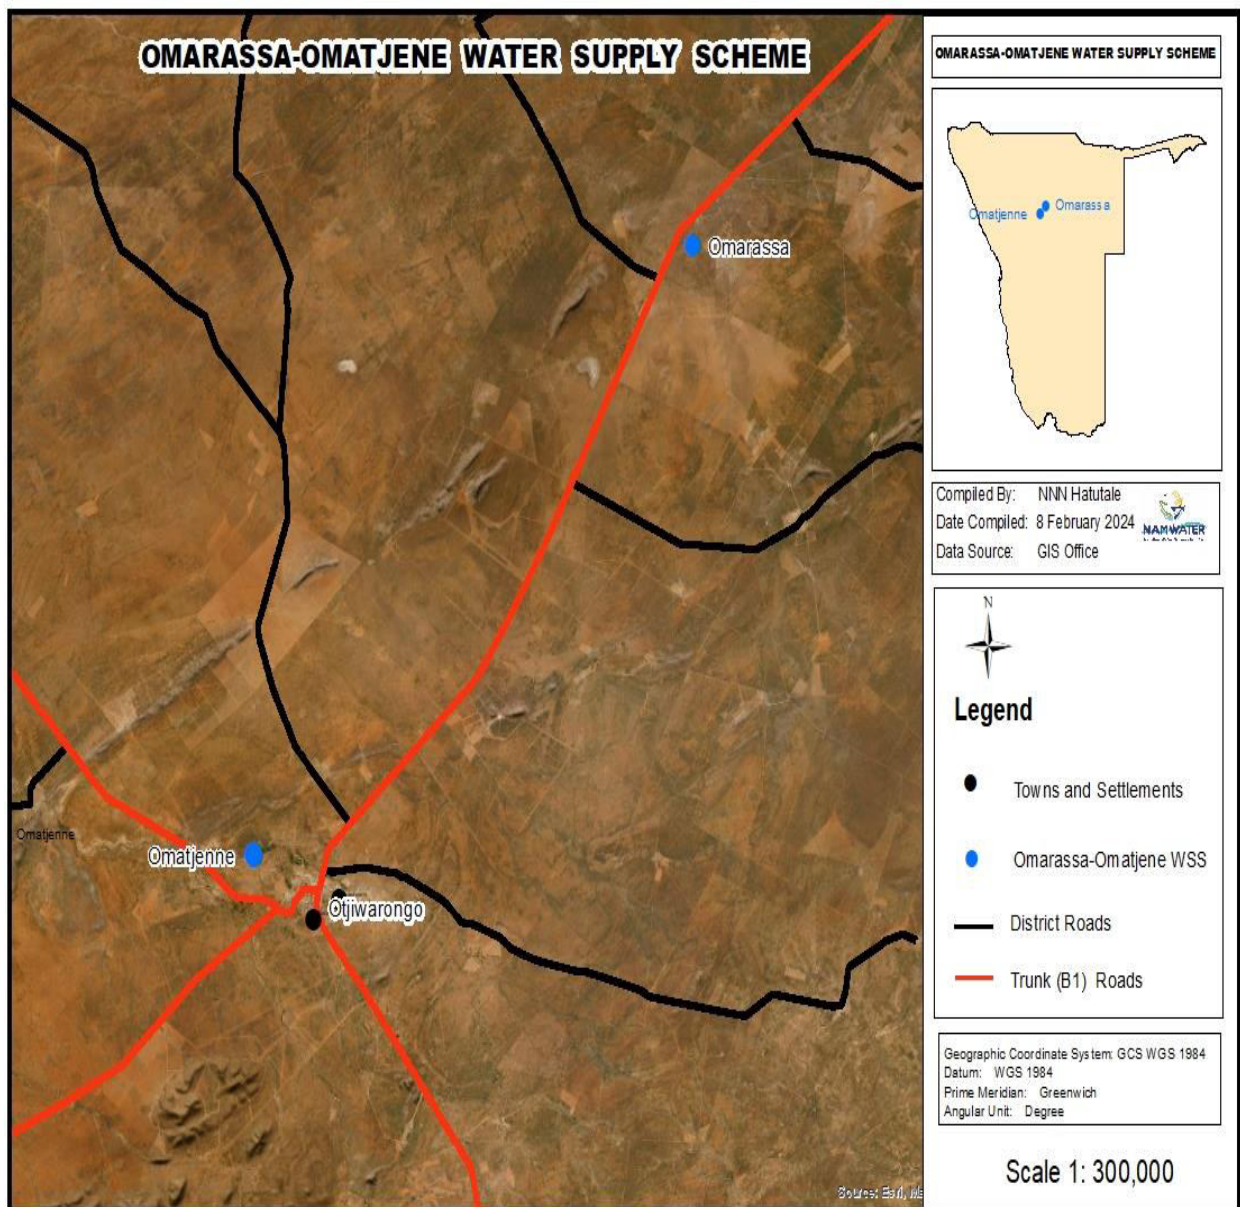 OMARASSA-OMATJENE WATER SUPPLY SCHEME
Omarassa
Omatjenne
Omatjenne
Otjiwarongo
Source: Esri,
OMARASSA-OMATJENE WATER SUPPLY SCHEME
Omatjenne
Omarassa
Compiled By: NNN Hatutale
Date Compiled: 8 February 2024
Data Source: GIS Office
NAMWATER
N
Legend
Towns and Settlements
Omarassa-Omatjene WSS
District Roads
Trunk (B1) Roads
Geographic Coordinate System: GCS WGS 1984
Datum: WGS 1984
Prime Meridian: Greenwich
Angular Unit: Degree
Scale 1: 300,000